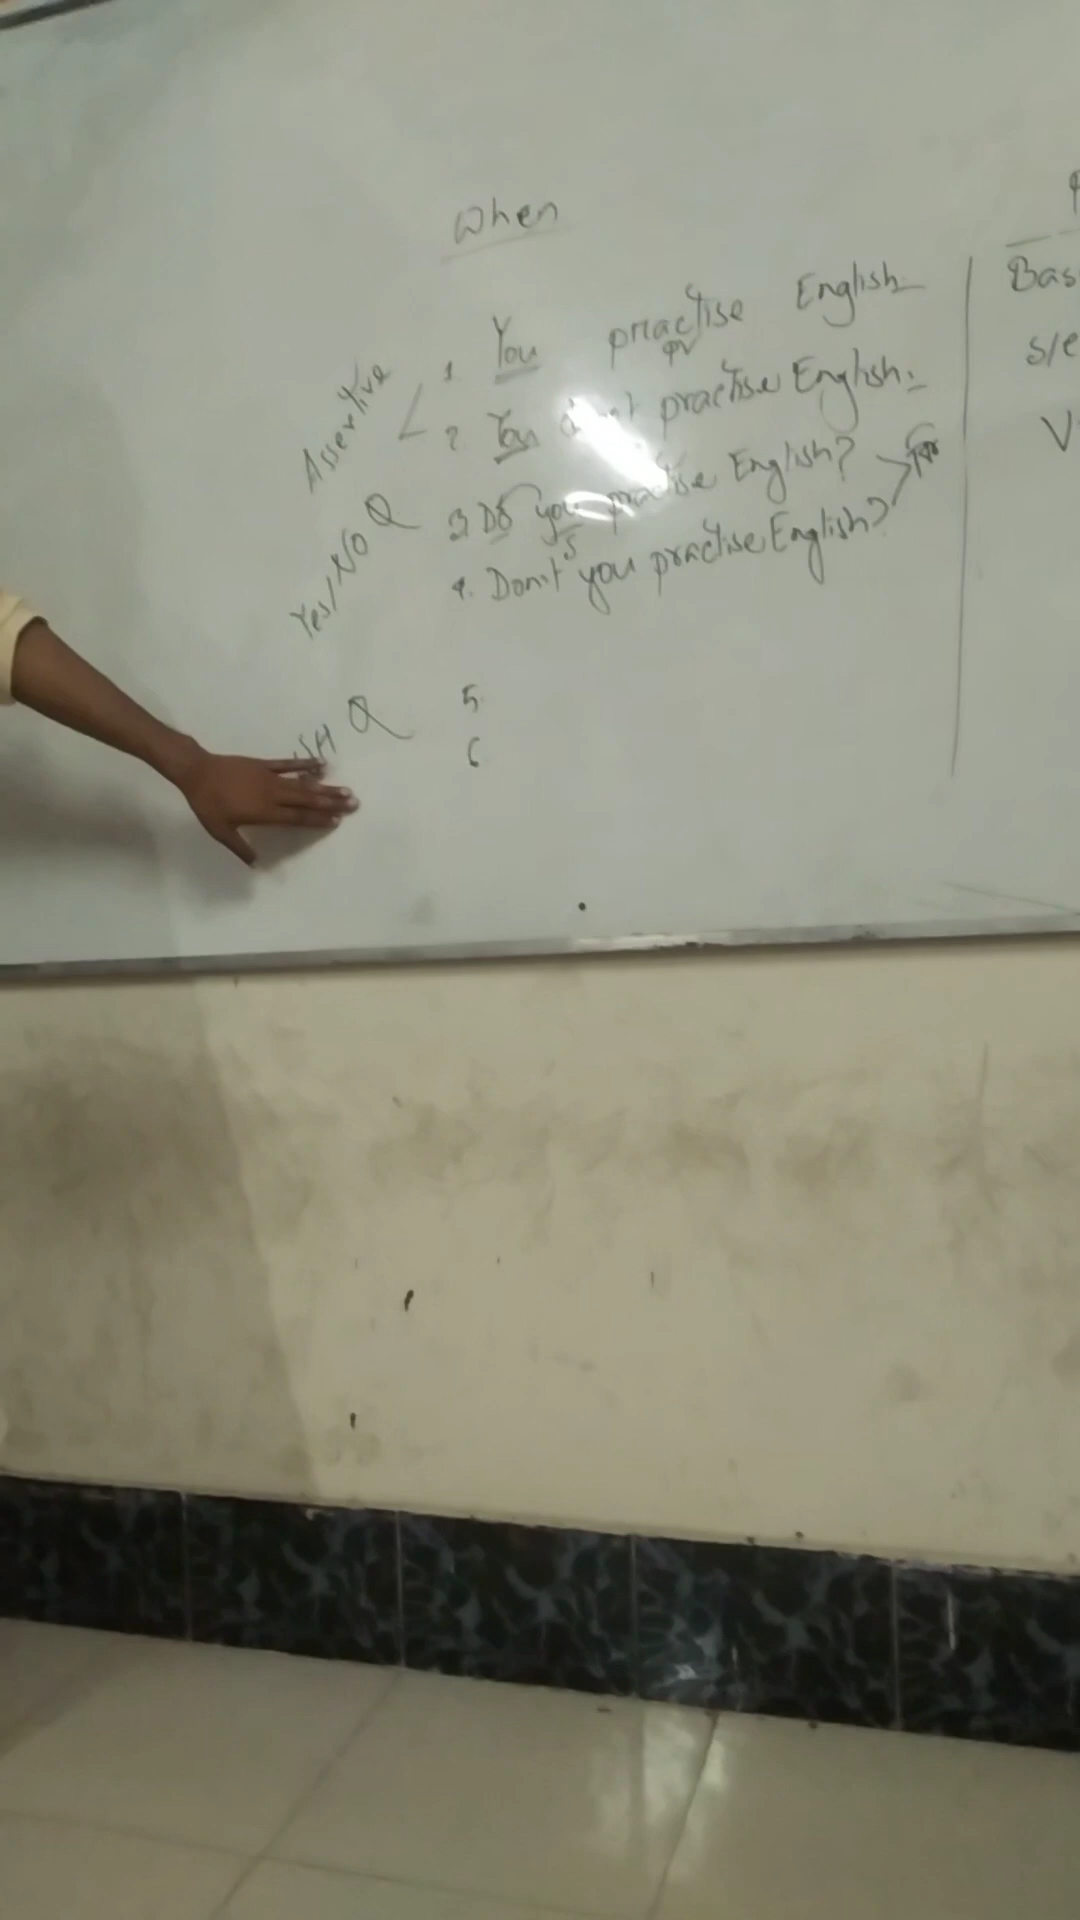 When
Assertive
1. You practise English.
PV
2. You practise English.
Yes/NO Q
3. Do you practise English?
S
4. Don't you practise English?
WH Q
5
6
Bas
s/e
V